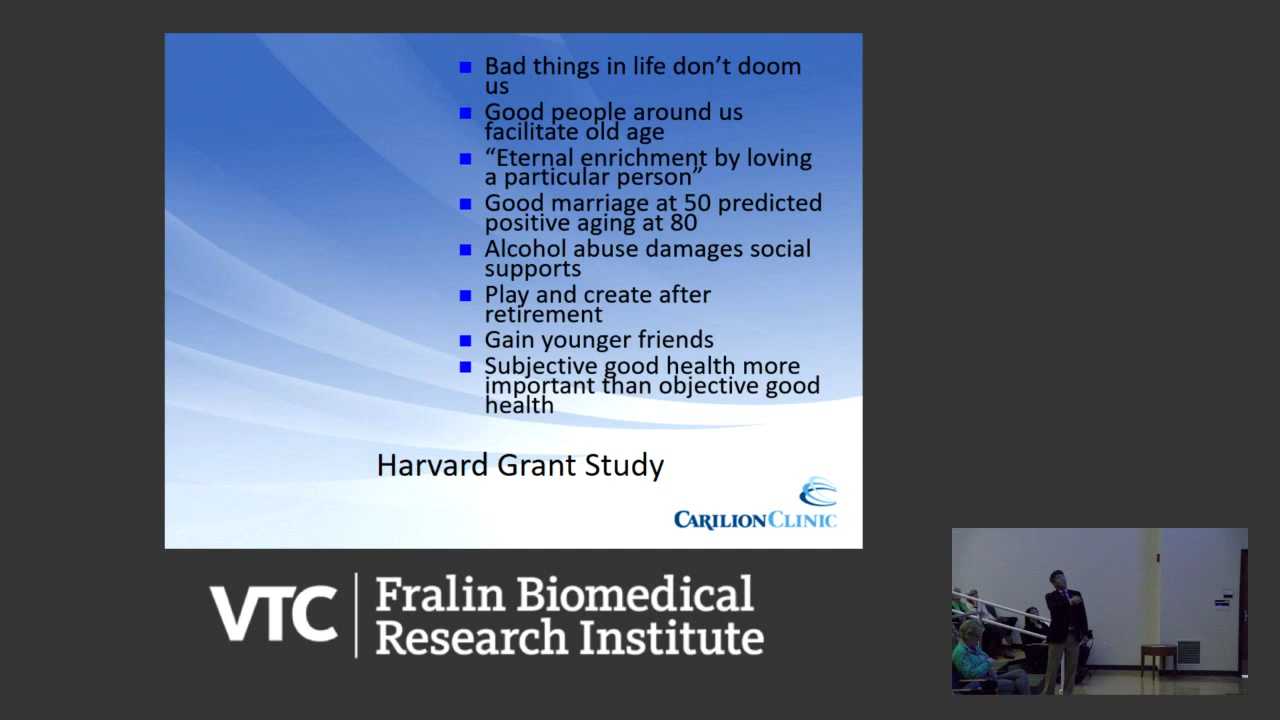 Bad things in life don’t doom
us
Good people around us
facilitate old age
“Eternal enrichment by loving
a particular person”
Good marriage at 50 predicted
positive aging at 80
Alcohol abuse damages social
supports
Play and create after
retirement
Gain younger friends
Subjective good health more
important than objective good
health
Harvard Grant Study
CARILION CLINIC
VTC
Fralin Biomedical
Research Institute